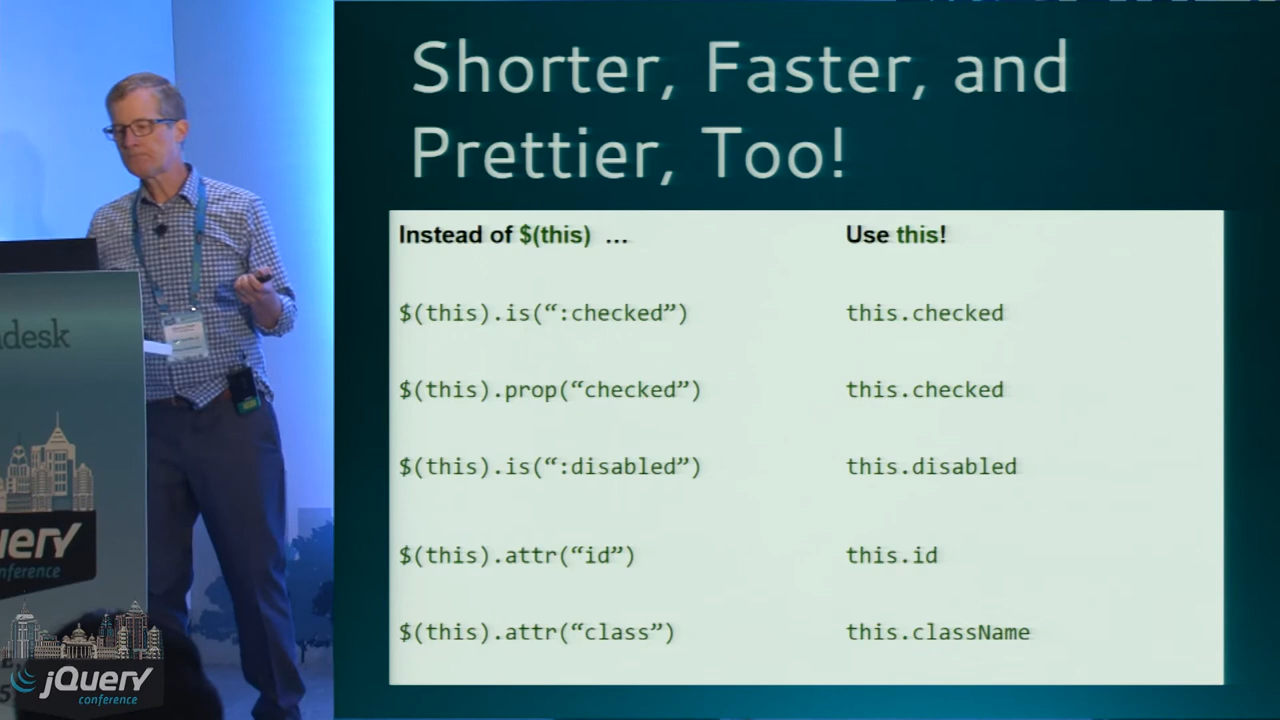 Shorter, Faster, and
Prettier, Too!
Instead of $(this) … Use this!
$(this).is(“:checked”) this.checked
$(this).prop(“checked”) this.checked
$(this).is(“:disabled”) this.disabled
$(this).attr(“id”) this.id
$(this).attr(“class”) this.className
desk
uery
nference
jQuery
conference